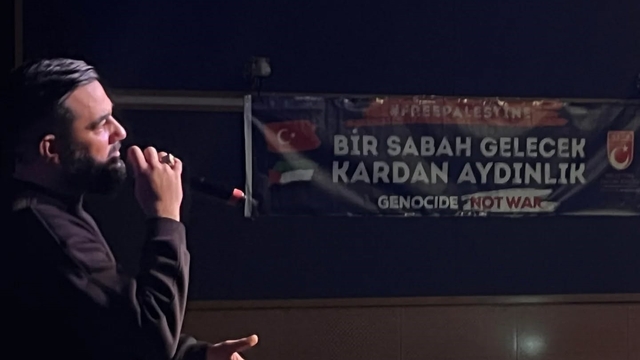 #FREEPALESTINE
BİR SABAH GELECEK
KARDAN AYDINLIK
GENOCIDE NOT WAR